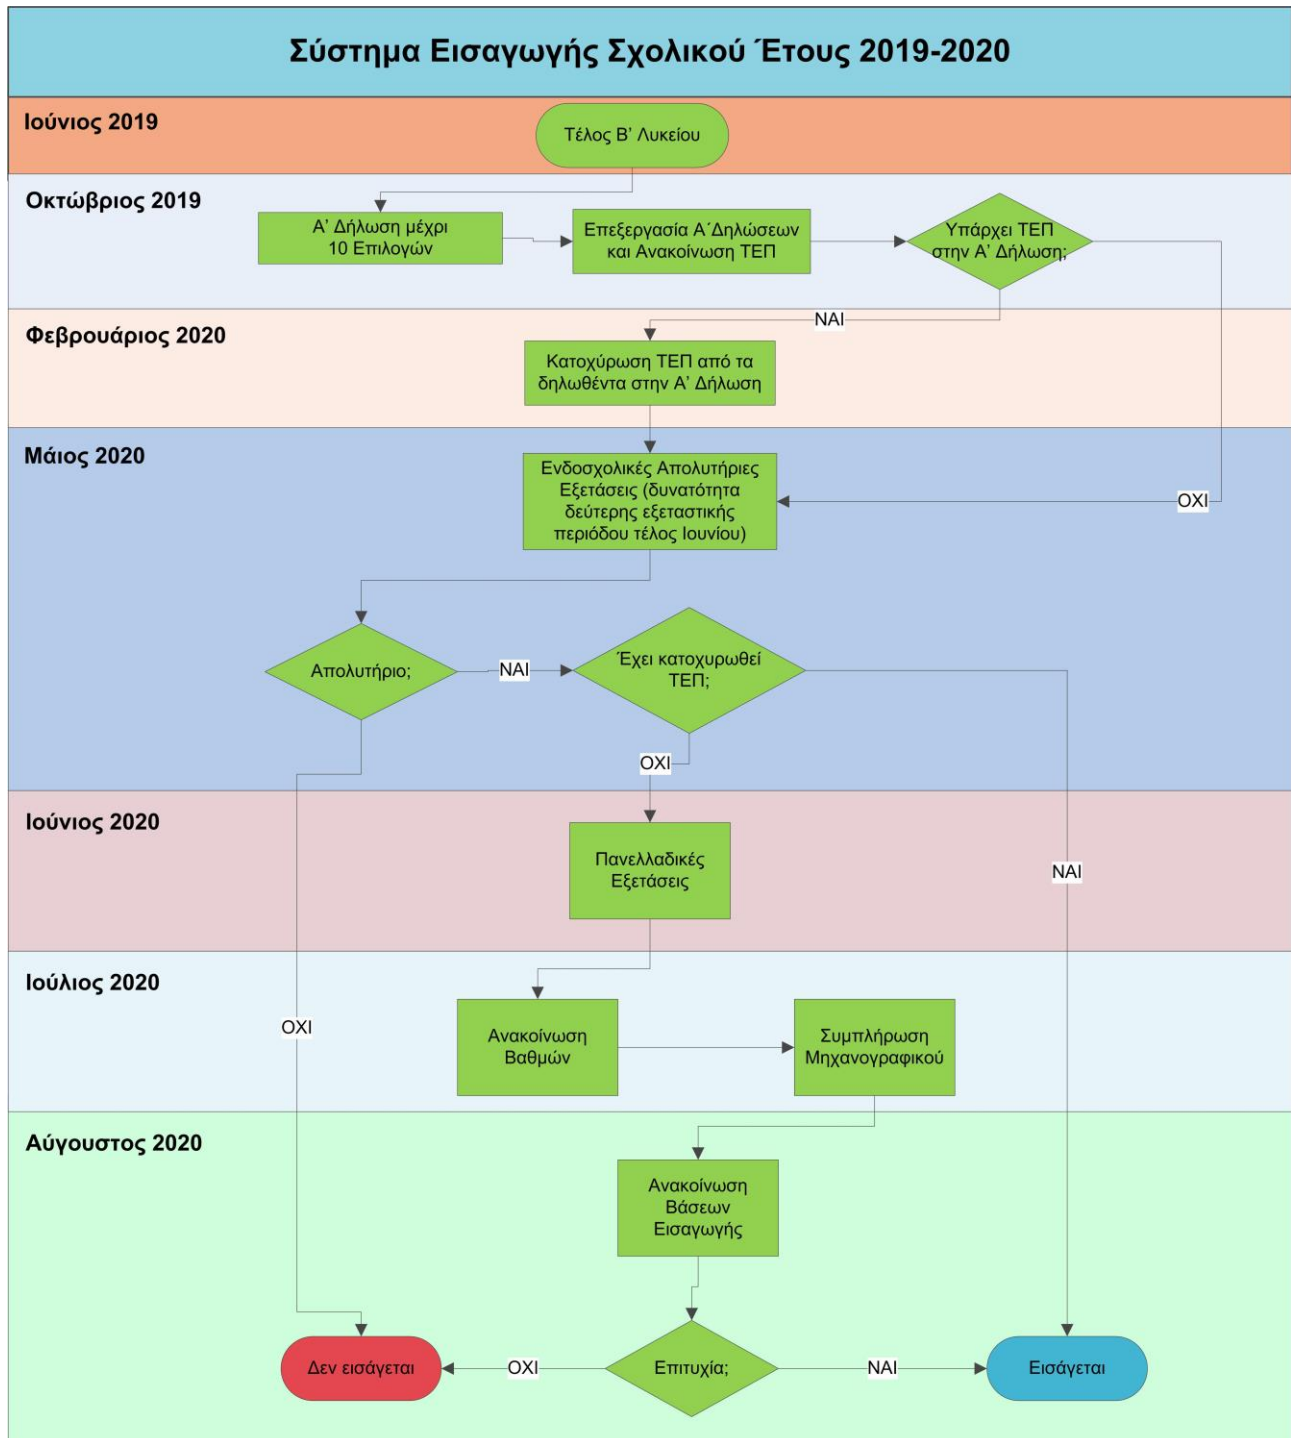 Σύστημα Εισαγωγής Σχολικού Έτους 2019-2020
Ιούνιος 2019
Τέλος Β' Λυκείου
Οκτώβριος 2019
Α' Δήλωση μέχρι
10 Επιλογών
Επεξεργασία Α΄Δηλώσεων
και Ανακοίνωση ΤΕΠ
Υπάρχει ΤΕΠ
στην Α' Δήλωση;
ΝΑΙ
Φεβρουάριος 2020
Κατοχύρωση ΤΕΠ από τα
δηλωθέντα στην Α' Δήλωση
Μάιος 2020
Ενδοσχολικές Απολυτήριες
Εξετάσεις (δυνατότητα
δεύτερης εξεταστικής
περιόδου τέλος Ιουνίου)
ΟΧΙ
Απολυτήριο;
ΝΑΙ
Έχει κατοχυρωθεί
ΤΕΠ;
ΟΧΙ
Ιούνιος 2020
Πανελλαδικές
Εξετάσεις
ΝΑΙ
Ιούλιος 2020
ΟΧΙ
Ανακοίνωση
Βαθμών
Συμπλήρωση
Μηχανογραφικού
Αύγουστος 2020
Ανακοίνωση
Βάσεων
Εισαγωγής
Δεν εισάγεται
ΟΧΙ
Επιτυχία;
ΝΑΙ
Εισάγεται